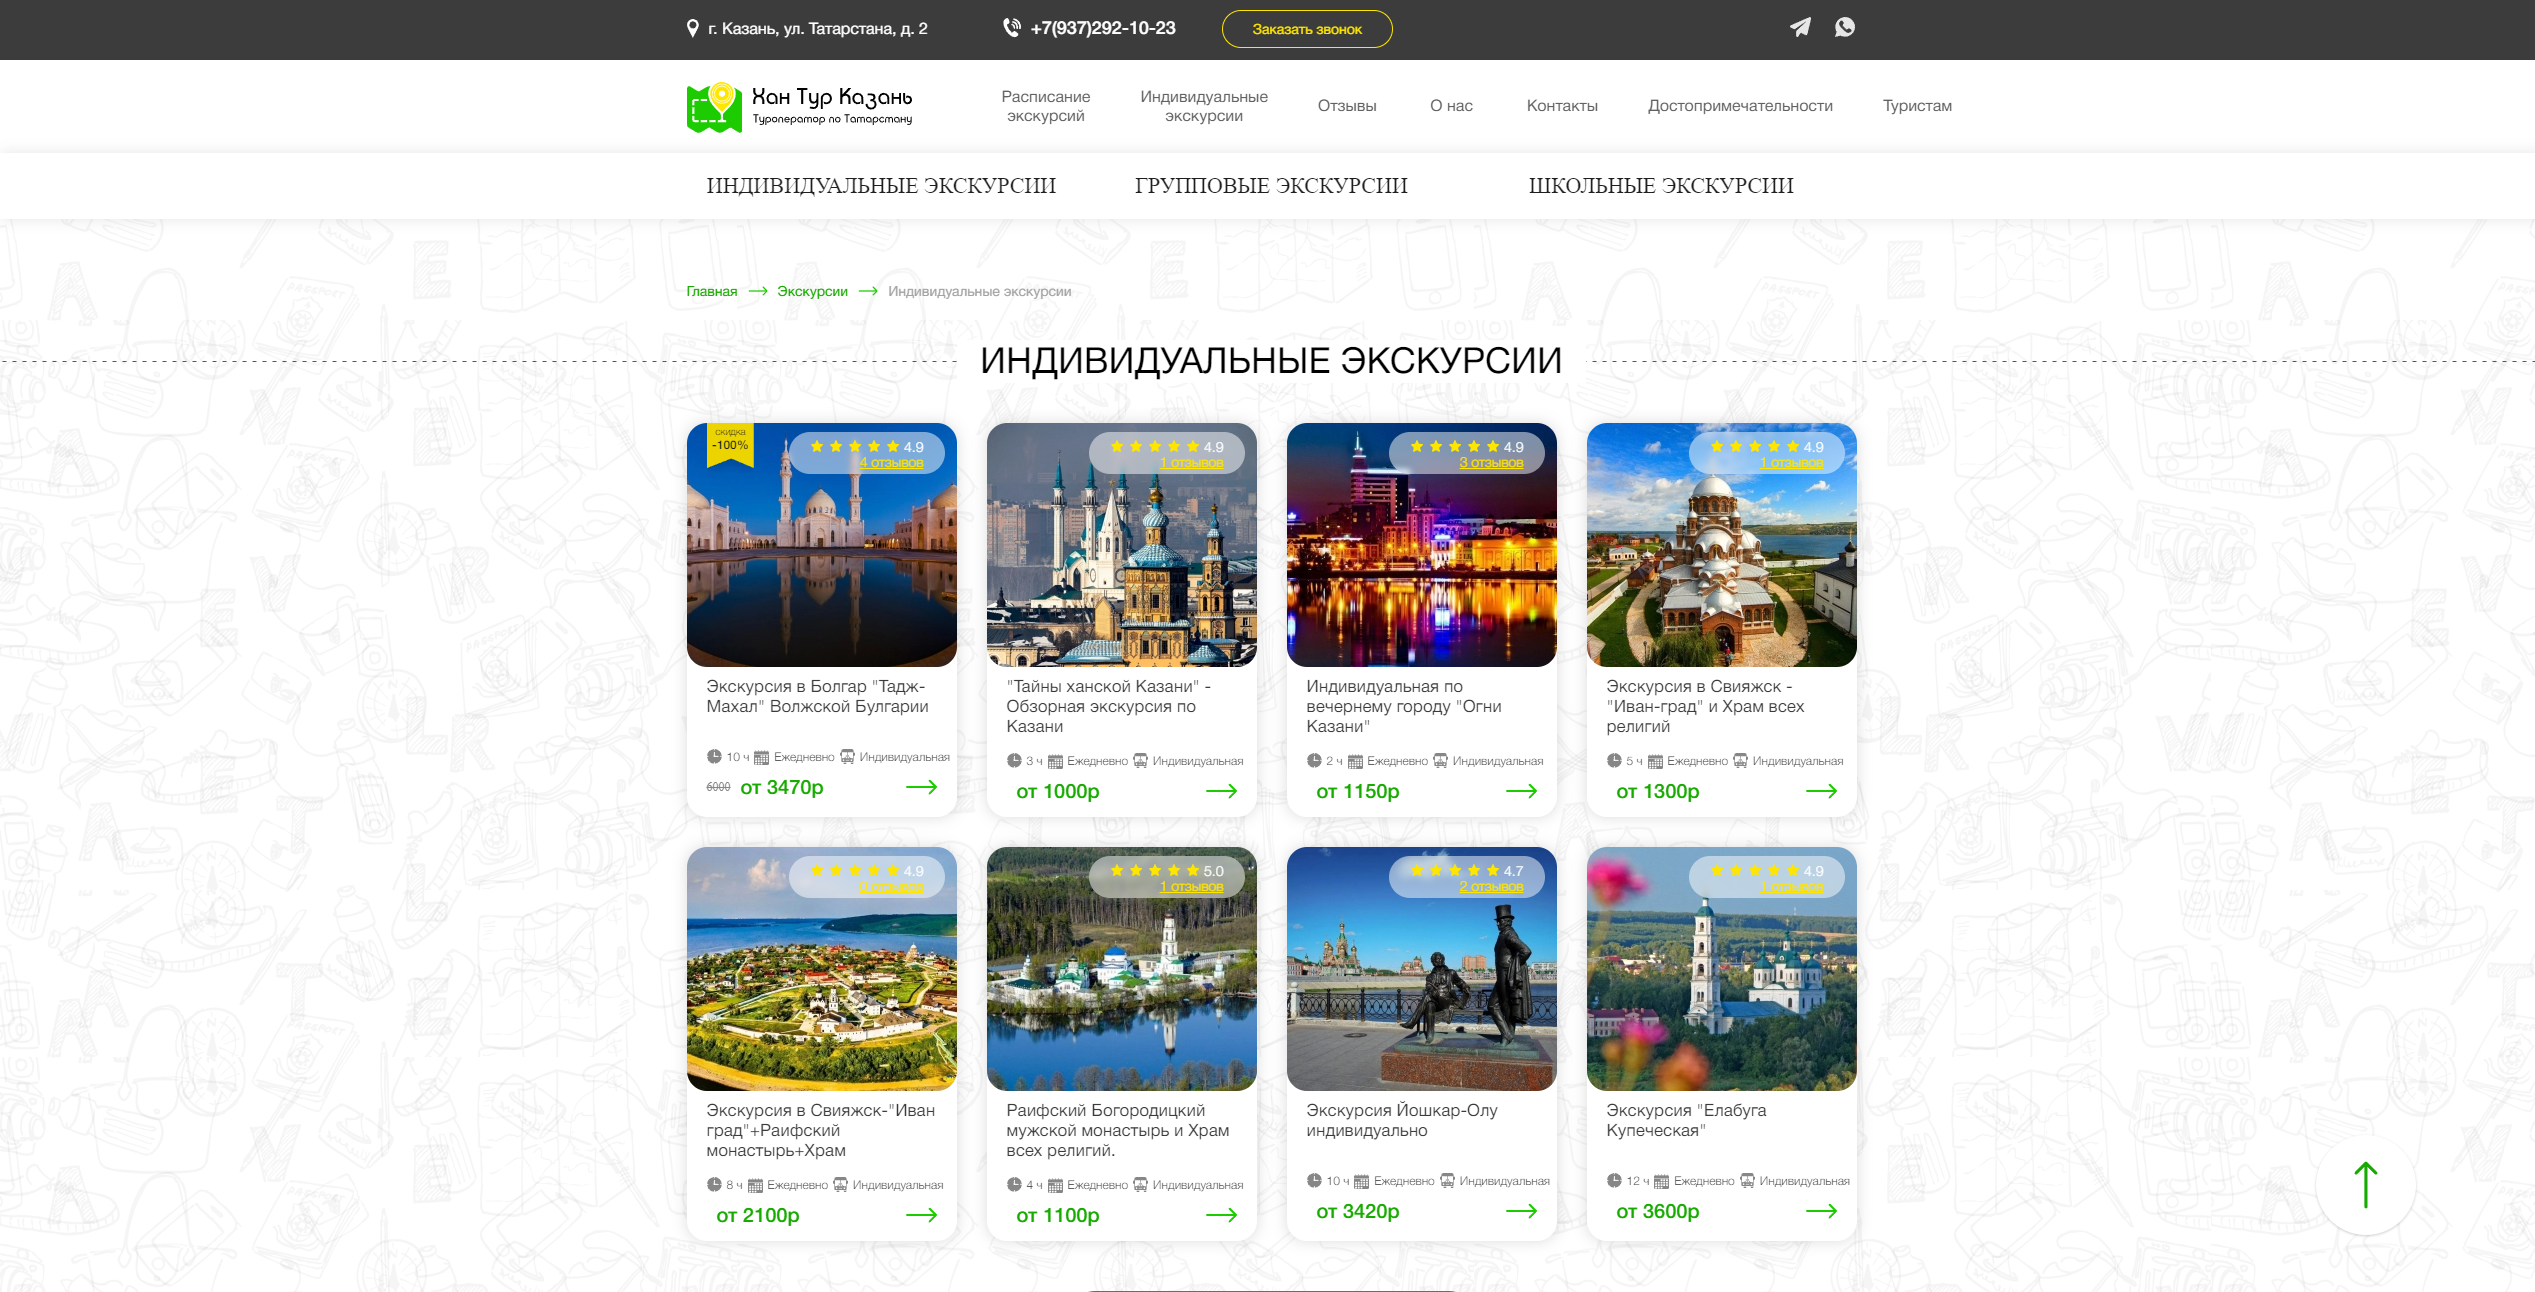 г. Казань, ул. Татарстана, д. 2
+7(937)292-10-23
Заказать звонок
Хан Тур Казань
Туроператор по Татарстану
Расписание
экскурсий
Индивидуальные
экскурсии
Отзывы
О нас
Контакты
Достопримечательности
Туристам
ИНДИВИДУАЛЬНЫЕ ЭКСКУРСИИ
ГРУППОВЫЕ ЭКСКУРСИИ
ШКОЛЬНЫЕ ЭКСКУРСИИ
Главная
Экскурсии
Индивидуальные экскурсии
ИНДИВИДУАЛЬНЫЕ ЭКСКУРСИИ
скидка
-100%
4.9
4 отзывов
Экскурсия в Болгар "Тадж-
Махал" Волжской Булгарии
10 ч Ежедневно Индивидуальная
6000 от 3470р
4.9
1 отзывов
"Тайны ханской Казани" -
Обзорная экскурсия по
Казани
3 ч Ежедневно Индивидуальная
от 1000р
4.9
3 отзывов
Индивидуальная по
вечернему городу "Огни
Казани"
2 ч Ежедневно Индивидуальная
от 1150р
4.9
1 отзывов
Экскурсия в Свияжск -
"Иван-град" и Храм всех
религий
5 ч Ежедневно Индивидуальная
от 1300р
4.9
0 отзывов
Экскурсия в Свияжск-"Иван
град"+Раифский
монастырь+Храм
8 ч Ежедневно Индивидуальная
от 2100р
5.0
1 отзывов
Раифский Богородицкий
мужской монастырь и Храм
всех религий.
4 ч Ежедневно Индивидуальная
от 1100р
4.7
2 отзывов
Экскурсия Йошкар-Олу
индивидуально
10 ч Ежедневно Индивидуальная
от 3420р
4.9
1 отзывов
Экскурсия "Елабуга
Купеческая"
12 ч Ежедневно Индивидуальная
от 3600р